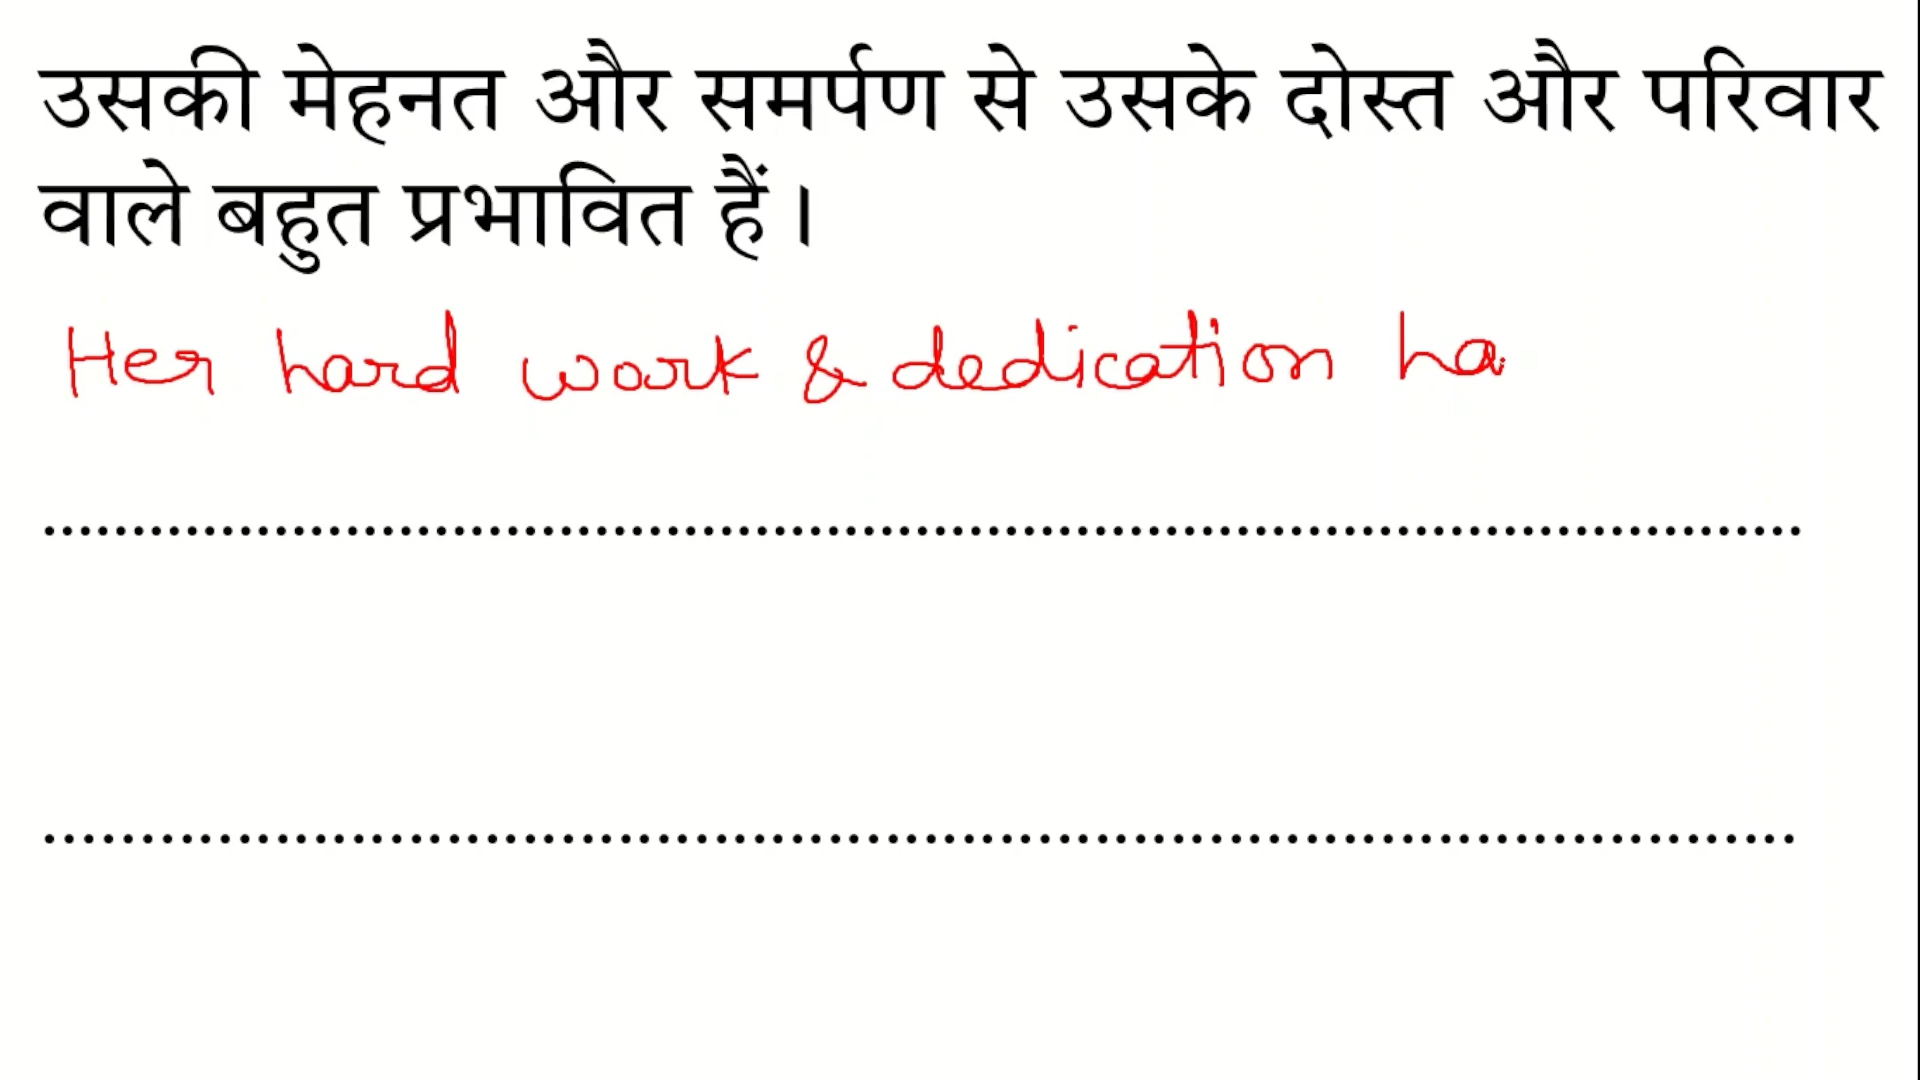 उसकी मेहनत और समर्पण से उसके दोस्त और परिवार
वाले बहुत प्रभावित हैं।
Her hard work & dedication ha